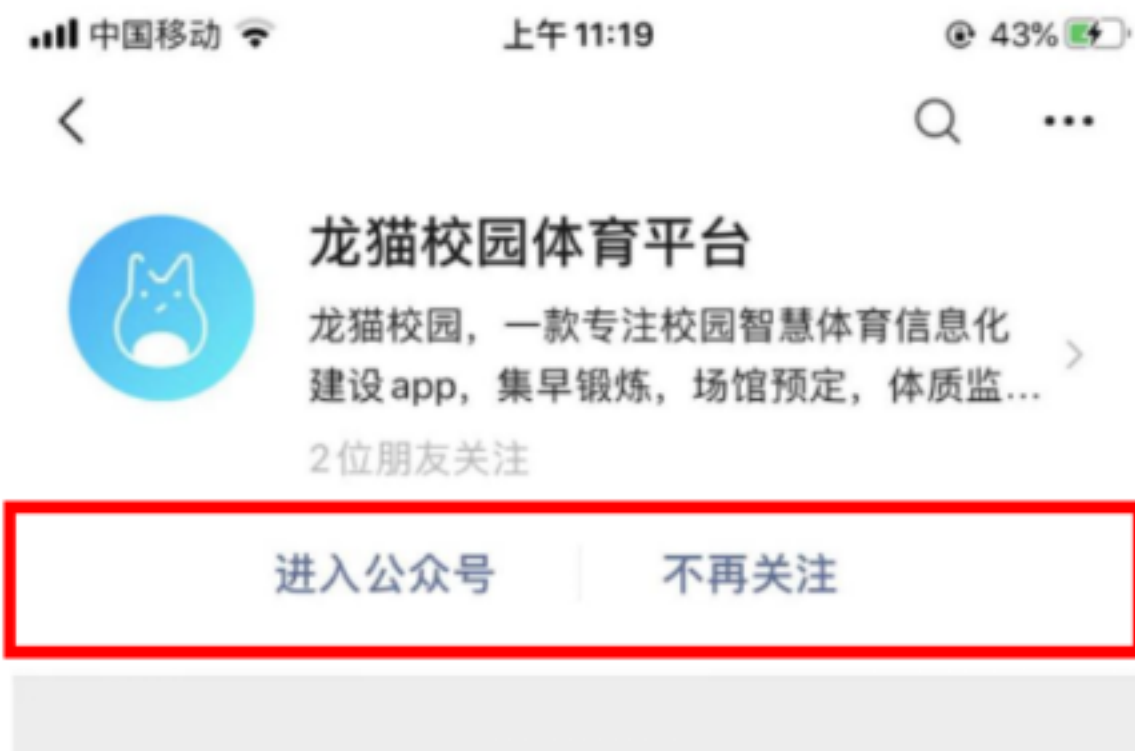 中国移动 上午 11:19 43%
龙猫校园体育平台
龙猫校园，一款专注校园智慧体育信息化
建设app，集早锻炼，场馆预定，体质监...
2位朋友关注
进入公众号 不再关注